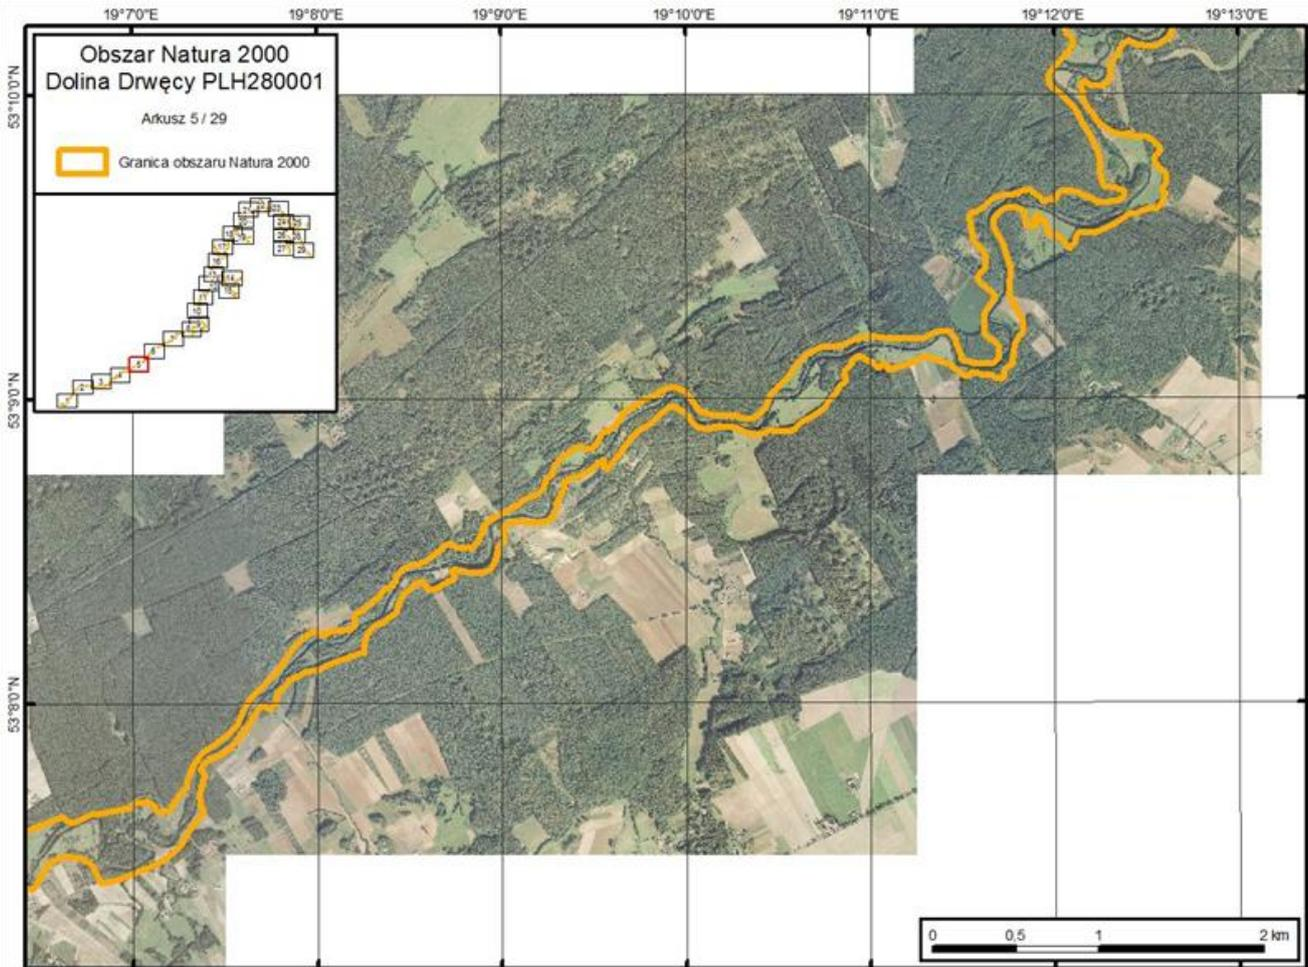 19°7'0"E 19°8'0"E 19°9'0"E 19°10'0"E 19°11'0"E 19°12'0"E 19°13'0"E
Obszar Natura 2000
Dolina Drwęcy PLH280001
Arkusz 5 / 29
Granica obszaru Natura 2000
53°10'0"N
53°9'0"N
53°8'0"N
0 0,5 1 2 km